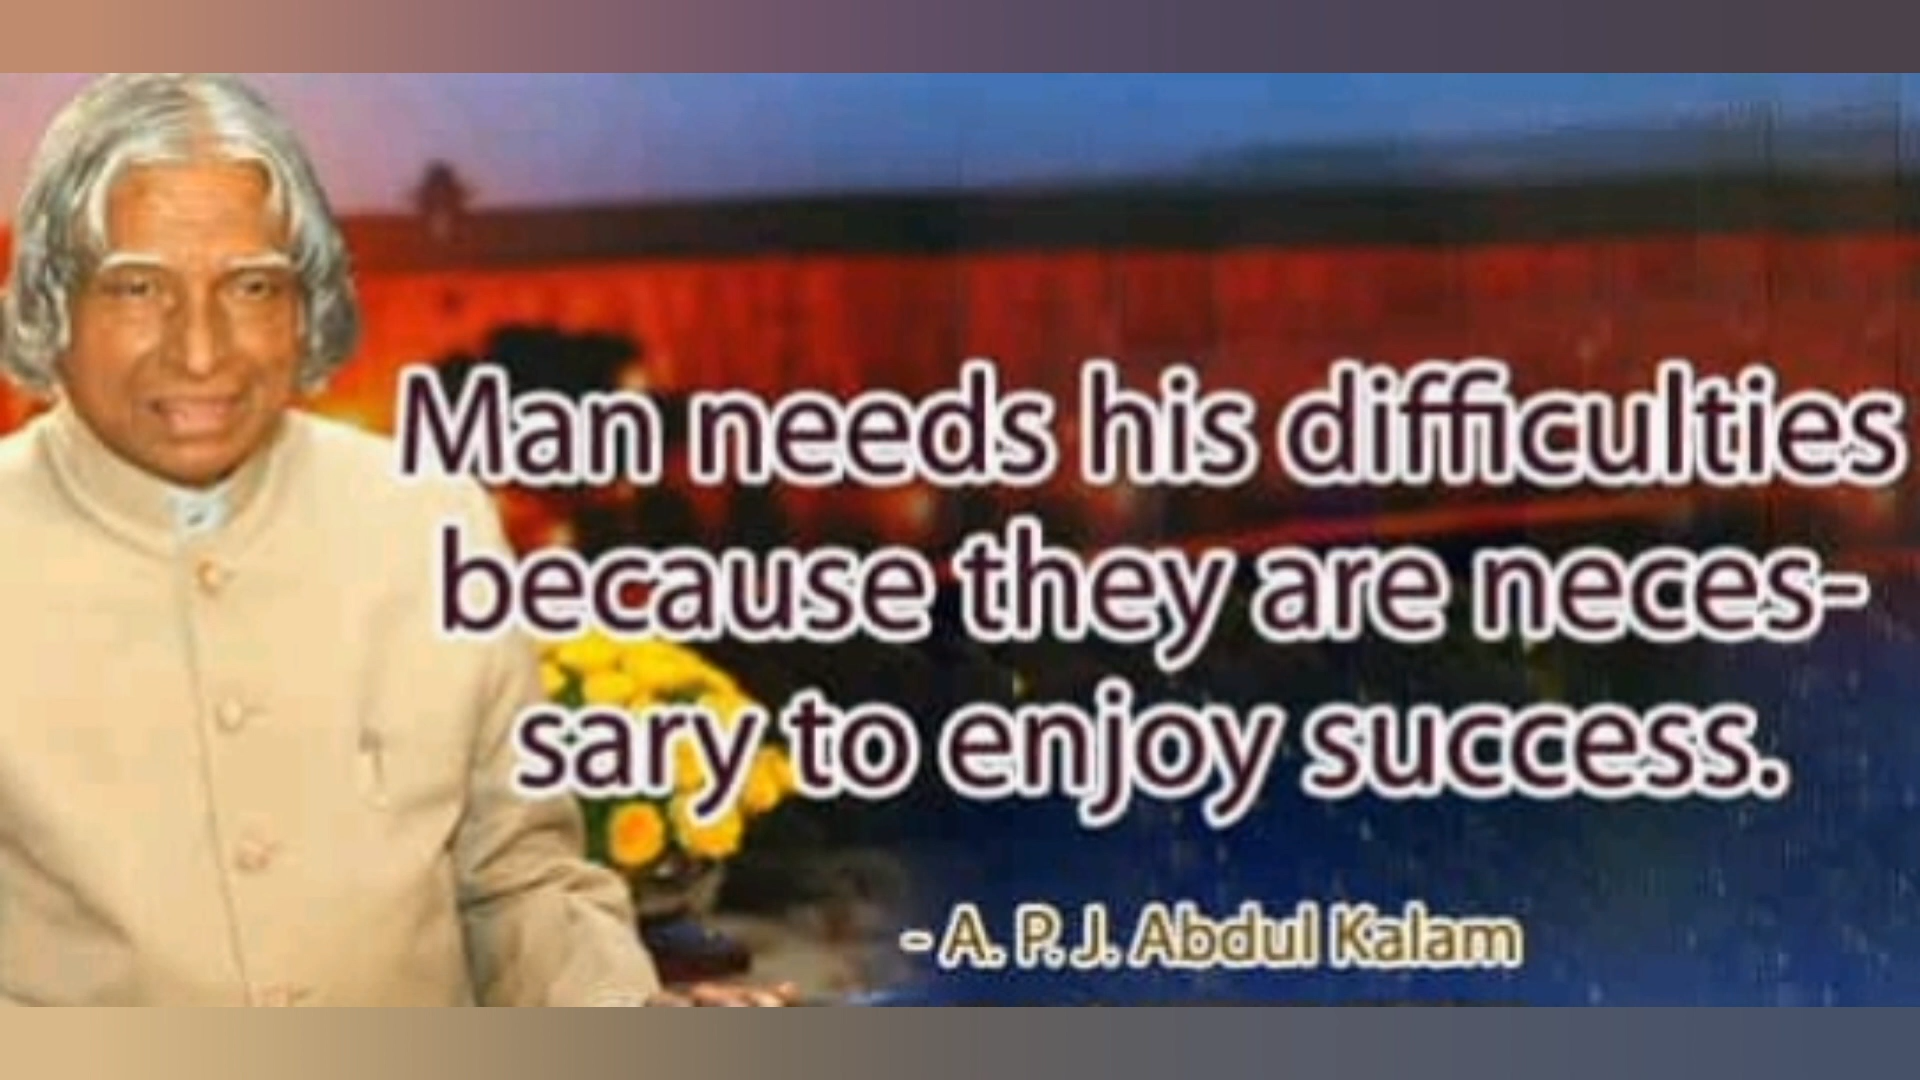 Man needs his difficulties
because they are neces-
sary to enjoy success.
- A. P. J. Abdul Kalam